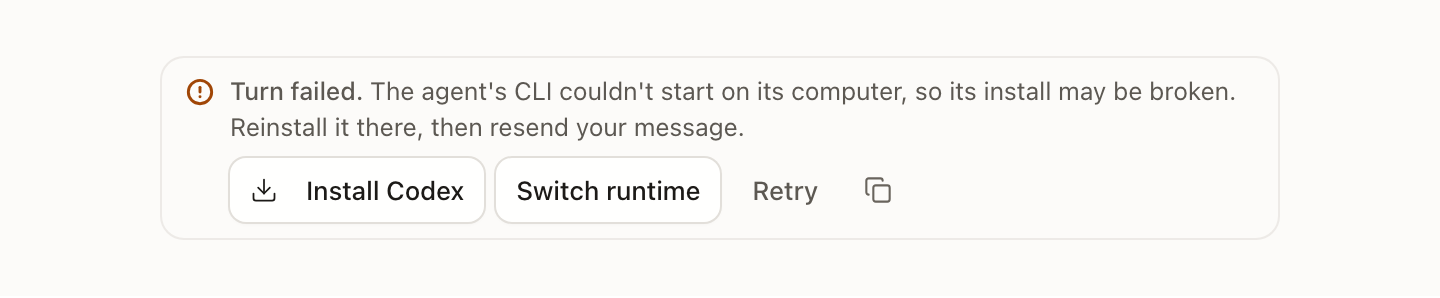 Turn failed. The agent's CLI couldn't start on its computer, so its install may be broken.
Reinstall it there, then resend your message.
Install Codex Switch runtime Retry